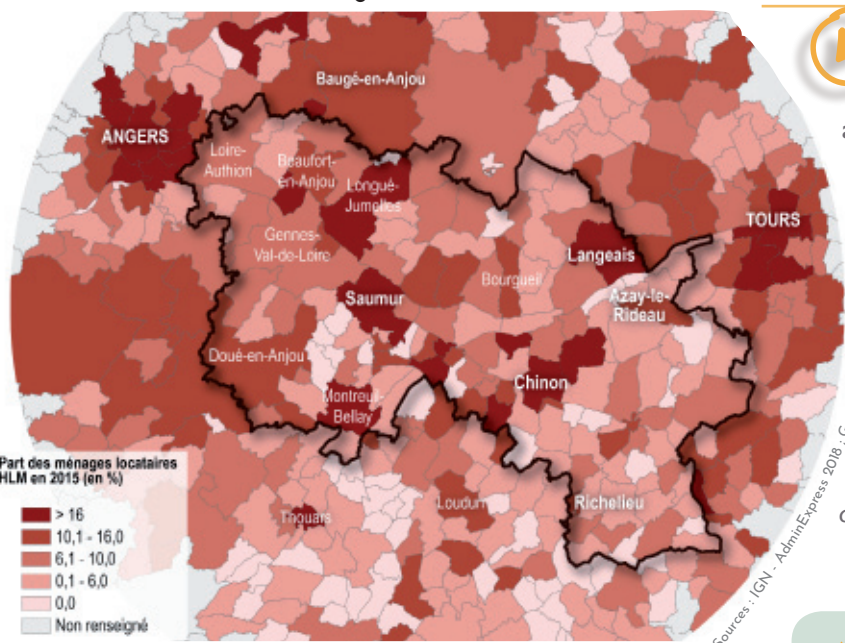 Baugé-en-Anjou
ANGERS
Loire-
Authion
Beaufort-
en-Anjou
Longué-
Jumelles
TOURS
Gennes-
Val-de-Loire
Langeais
Bourgueil
Saumur
Azay-le-
Rideau
Doué-en-Anjou
Chinon
Montreuil-
Bellay
Part des ménages locataires
HLM en 2015 (en %)
> 16
10,1 - 16,0
6,1 - 10,0
0,1 - 6,0
0,0
Non renseigné
Thouars
Loudun
Richelieu
Sources : IGN - AdminExpress 2018 ;